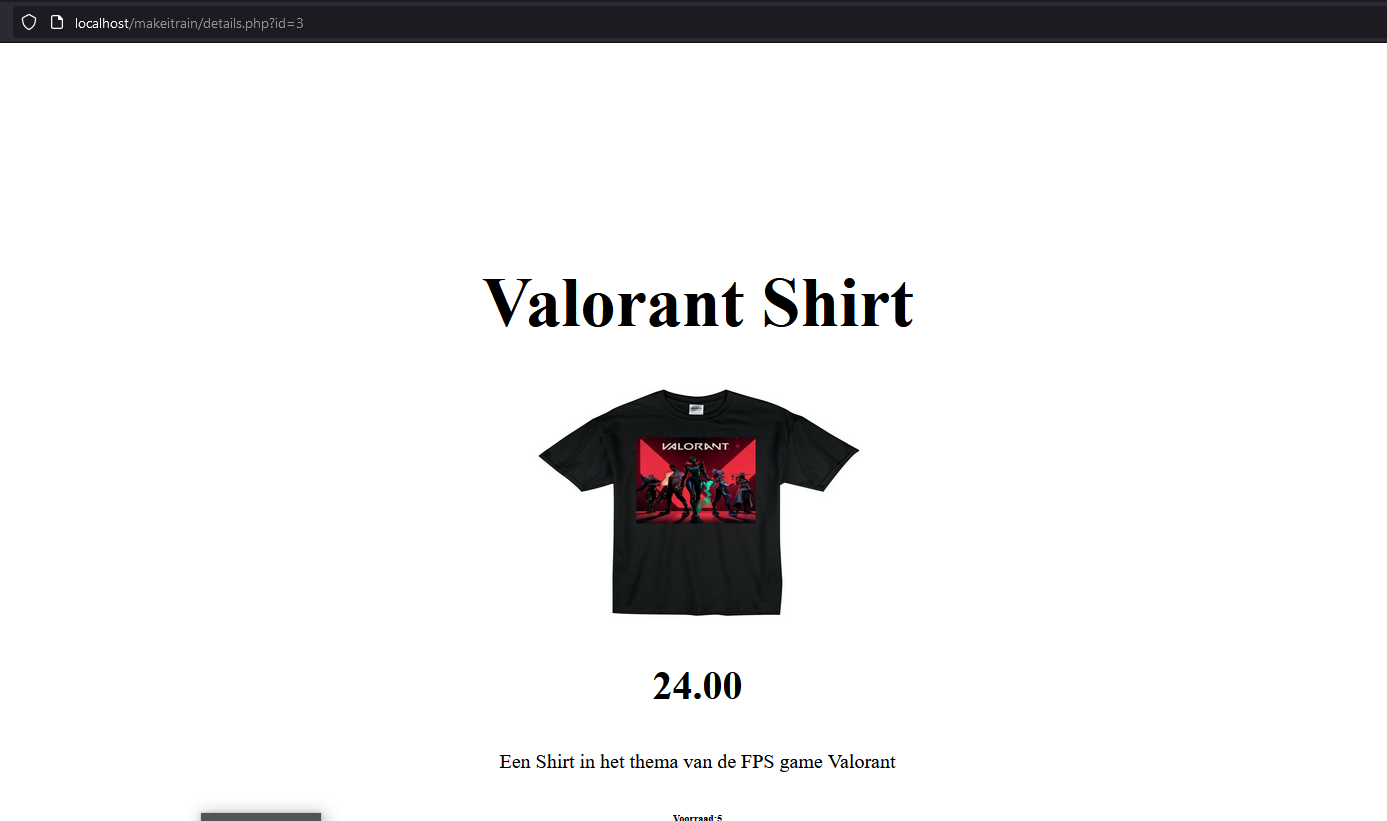 localhost/makeitrain/details.php?id=3
Valorant Shirt
VALORANT
24.00
Een Shirt in het thema van de FPS game Valorant
Voorraad:5